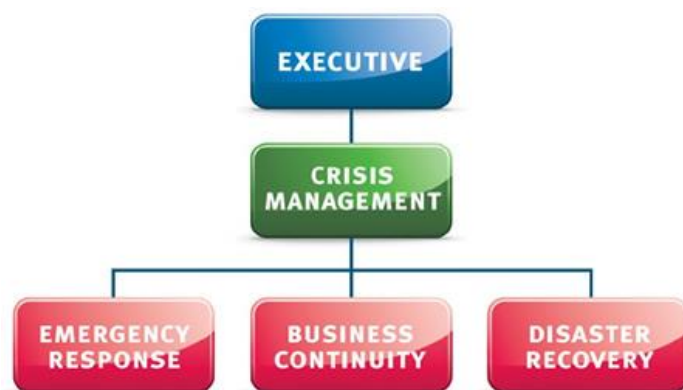 EXECUTIVE
CRISIS
MANAGEMENT
EMERGENCY
RESPONSE
BUSINESS
CONTINUITY
DISASTER
RECOVERY